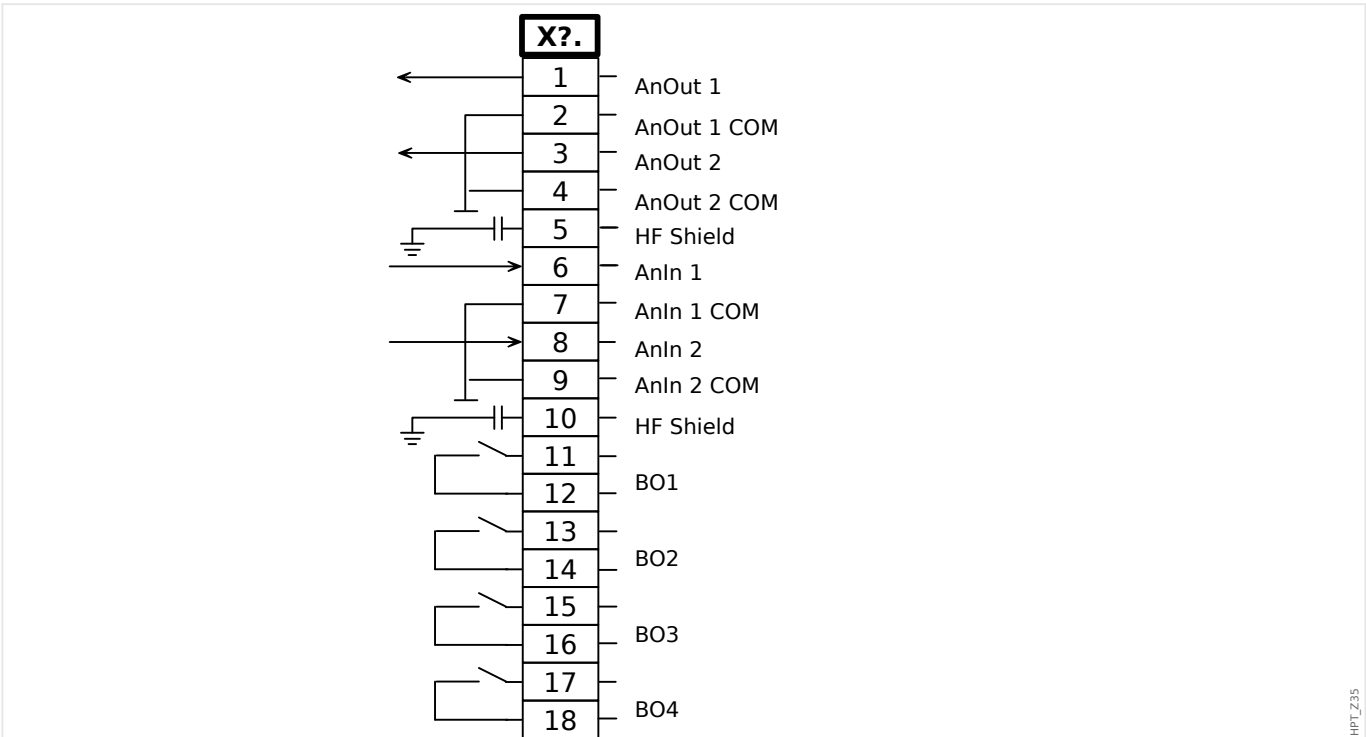 X?.
1 AnOut 1
2 AnOut 1 COM
3 AnOut 2
4 AnOut 2 COM
5 HF Shield
6 AnIn 1
7 AnIn 1 COM
8 AnIn 2
9 AnIn 2 COM
10 HF Shield
11
BO1
12
13
BO2
14
15
BO3
16
17
BO4
18
HPT_Z35